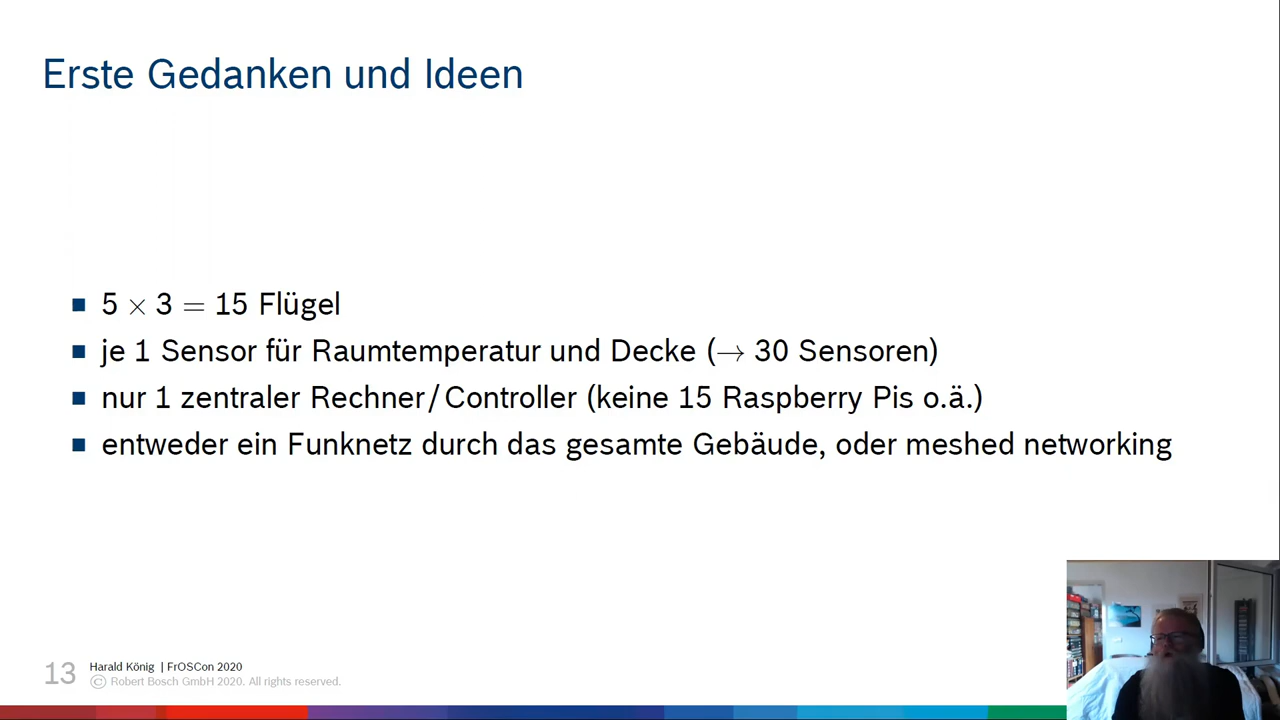 Erste Gedanken und Ideen
5 × 3 = 15 Flügel
je 1 Sensor für Raumtemperatur und Decke (→ 30 Sensoren)
nur 1 zentraler Rechner/Controller (keine 15 Raspberry Pis o.ä.)
entweder ein Funknetz durch das gesamte Gebäude, oder meshed networking
13 Harald König | FrOSCon 2020
© Robert Bosch GmbH 2020. All rights reserved.